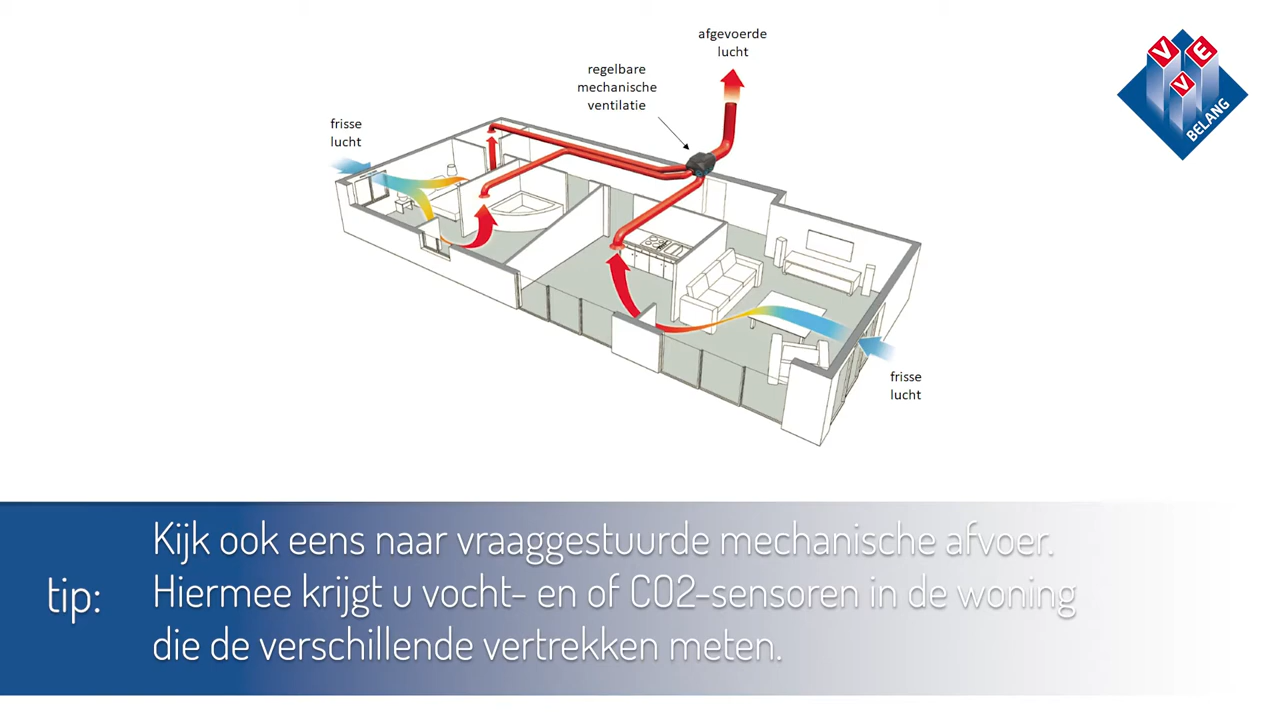 afgevoerde
lucht
regelbare
mechanische
ventilatie
frisse
lucht
frisse
lucht
V V E
V
BELANG
tip:
Kijk ook eens naar vraaggestuurde mechanische afvoer.
Hiermee krijgt u vocht- en of CO2-sensoren in de woning
die de verschillende vertrekken meten.